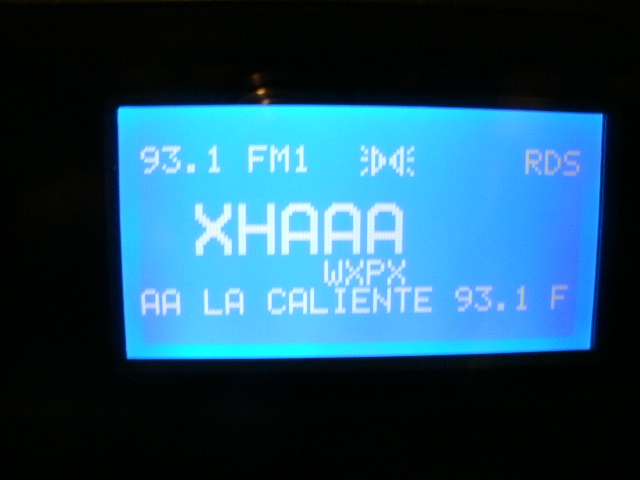 93.1 FM1 RDS
XHAAA
WXPX
AA LA CALIENTE 93.1 F